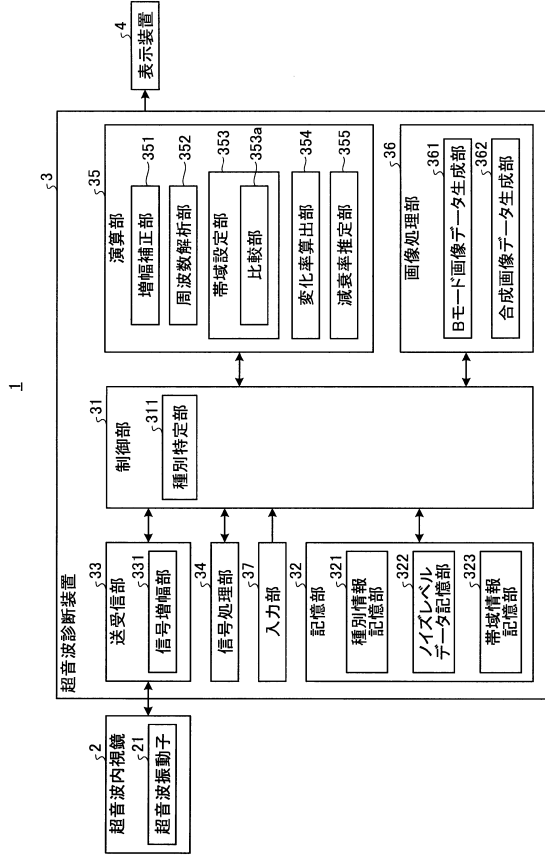 1
超音波内視鏡
2
超音波振動子
21
超音波診断装置
3
送受信部
33
信号増幅部
331
信号処理部
34
入力部
37
記憶部
32
種別情報
記憶部
321
ノイズレベル
データ記憶部
322
帯域情報
記憶部
323
制御部
31
種別特定部
311
演算部
35
増幅補正部
351
周波数解析部
352
帯域設定部
353
比較部
353a
変化率算出部
354
減衰率推定部
355
画像処理部
36
Bモード画像データ生成部
361
合成画像データ生成部
362
表示装置
4